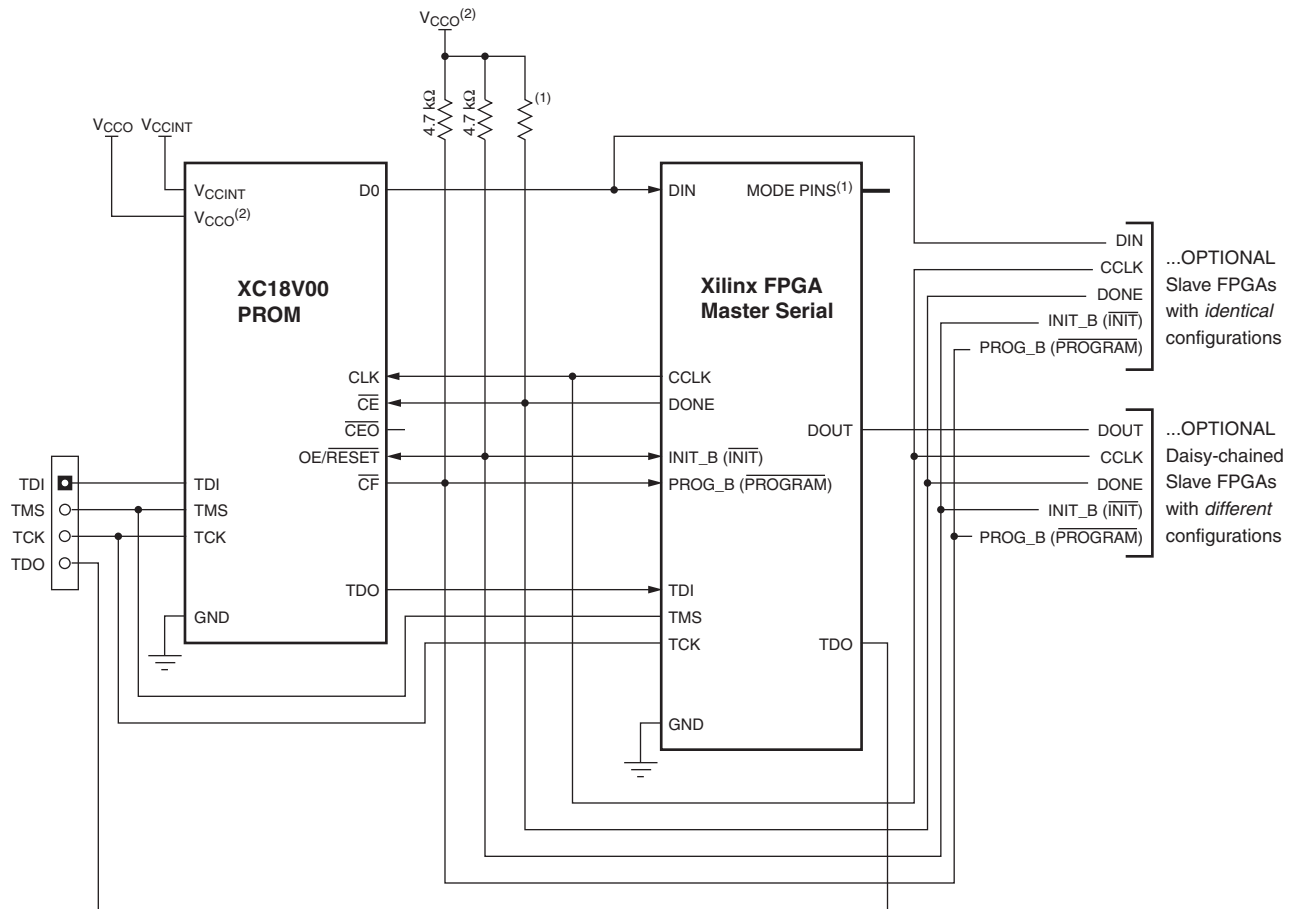 VCCO(2)
4.7 kΩ
4.7 kΩ
(1)
VCCO VCCINT
VCCINT
VCCO(2)
D0
XC18V00
PROM
CLK
CE
CEO
OE/RESET
CF
TDI
TMS
TCK
TDO
GND
TDI
TMS
TCK
TDO
DIN
MODE PINS(1)
Xilinx FPGA
Master Serial
CCLK
DONE
DOUT
INIT_B (INIT)
PROG_B (PROGRAM)
TDI
TMS
TCK
TDO
GND
DIN
CCLK
DONE
INIT_B (INIT)
PROG_B (PROGRAM)
...OPTIONAL
Slave FPGAs
with identical
configurations
DOUT
CCLK
DONE
INIT_B (INIT)
PROG_B (PROGRAM)
...OPTIONAL
Daisy-chained
Slave FPGAs
with different
configurations